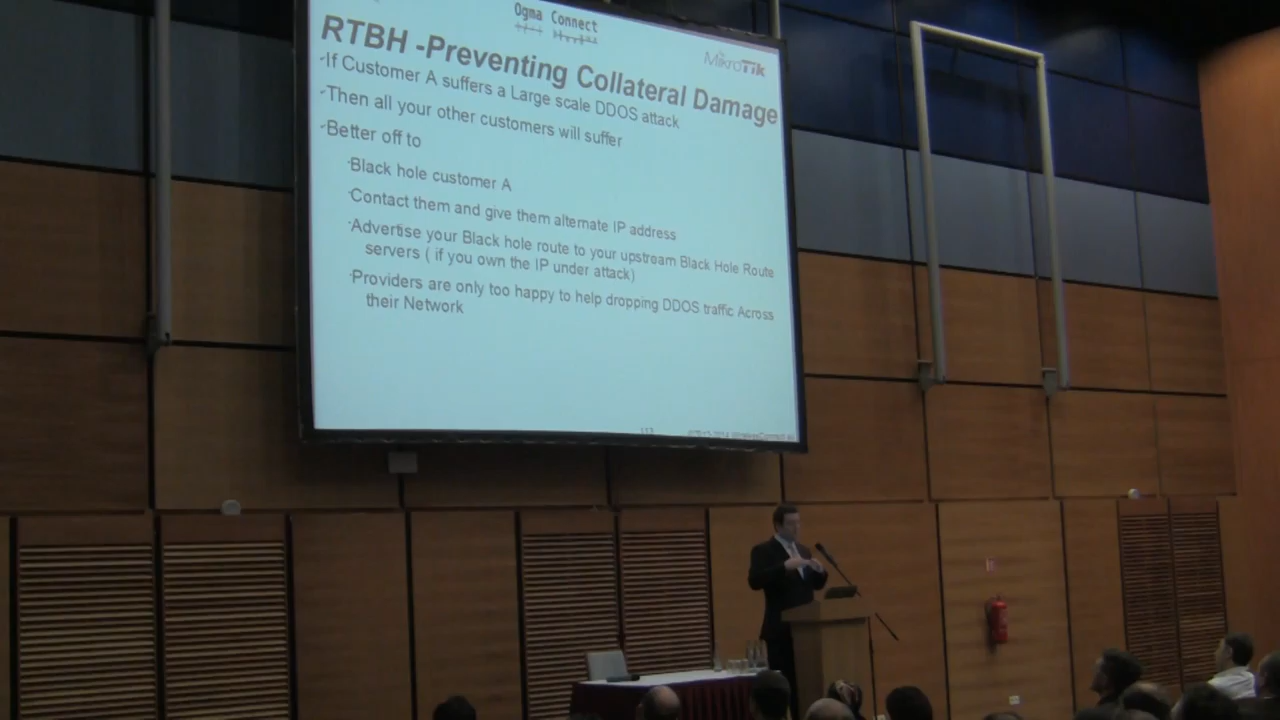 Ogma Connect
MikroTik
RTBH -Preventing Collateral Damage
-If Customer A suffers a Large scale DDOS attack
-Then all your other customers will suffer
-Better off to
-Black hole customer A
-Contact them and give them alternate IP address
-Advertise your Black hole route to your upstream Black Hole Route
servers ( if you own the IP under attack)
-Providers are only too happy to help dropping DDOS traffic Across
their Network